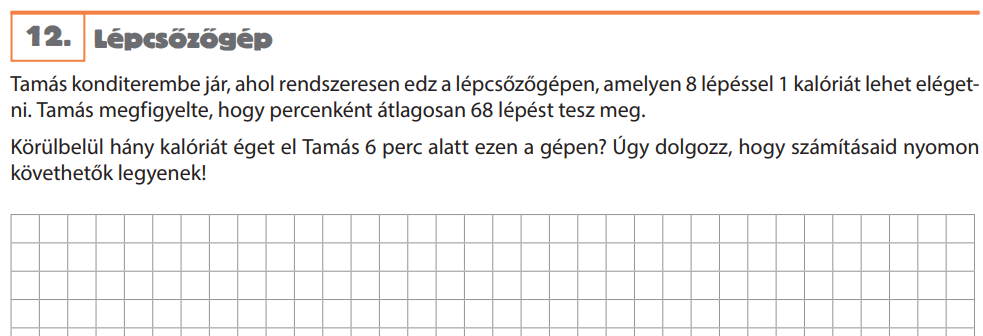 12. Lépcsőzőgép
Tamás konditerembe jár, ahol rendszeresen edz a lépcsőzőgépen, amelyen 8 lépéssel 1 kalóriát lehet eléget-
ni. Tamás megfigyelte, hogy percenként átlagosan 68 lépést tesz meg.
Körülbelül hány kalóriát éget el Tamás 6 perc alatt ezen a gépen? Úgy dolgozz, hogy számításaid nyomon
követhetők legyenek!